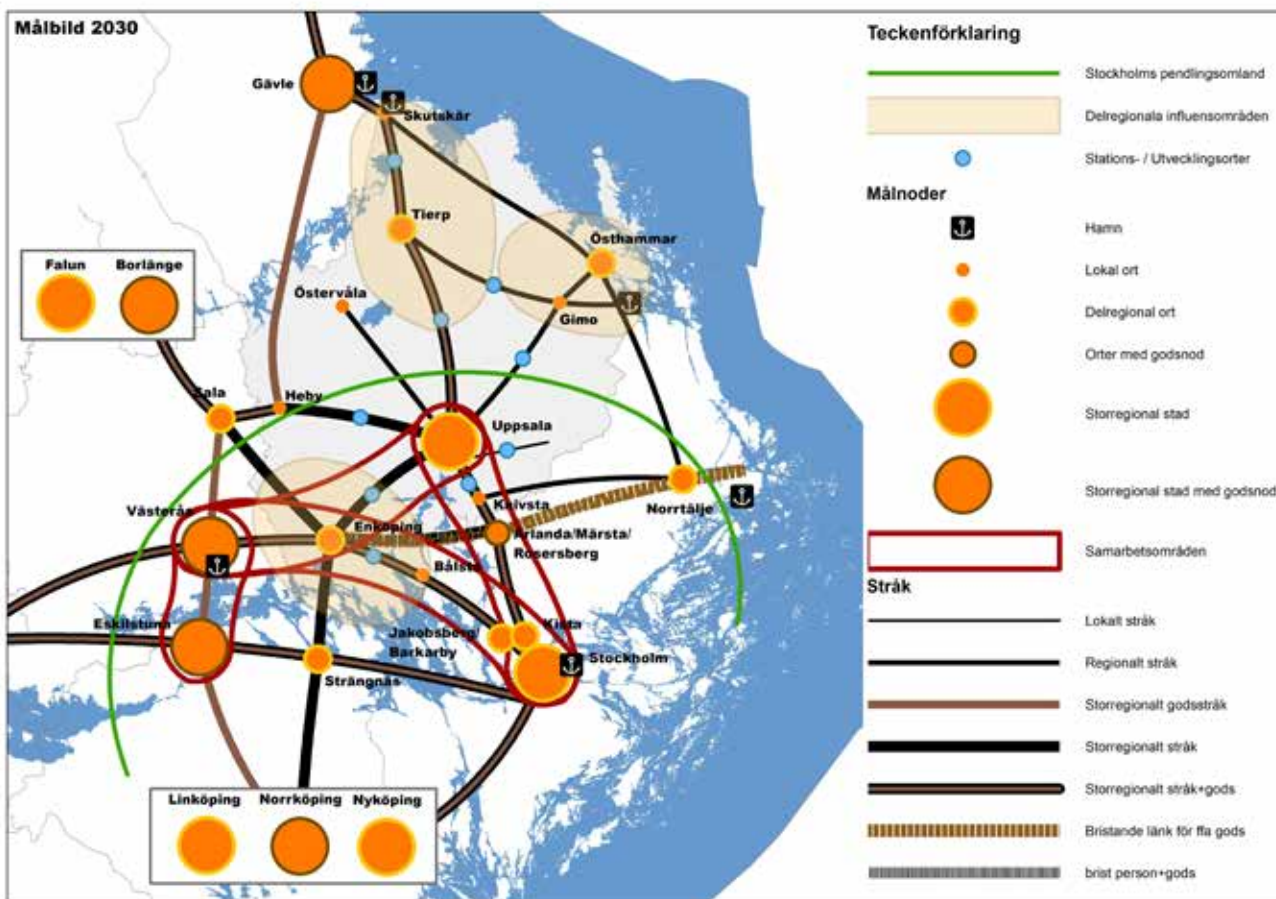 Målbild 2030
Gävle
Skutskär
Tierp
Östhammar
Falun
Borlänge
Östervåla
Gimo
Sala
Heby
Uppsala
Västerås
Enköping
Knivsta
Norrtälje
Arlanda/Märsta/
Rosersberg
Bålsta
Eskilstuna
Jakobsberg/
Barkarby
Kista
Stockholm
Strängnäs
Linköping
Norrköping
Nyköping
Teckenförklaring
Stockholms pendlingsomland
Delregionala influensområden
Stations- / Utvecklingsorter
Målnoder
Hamn
Lokal ort
Delregional ort
Orter med godsnod
Storregional stad
Storregional stad med godsnod
Samarbetsområden
Stråk
Lokalt stråk
Regionalt stråk
Storregionalt godsstråk
Storregionalt stråk
Storregionalt stråk+gods
Bristande länk för ffa gods
brist person+gods